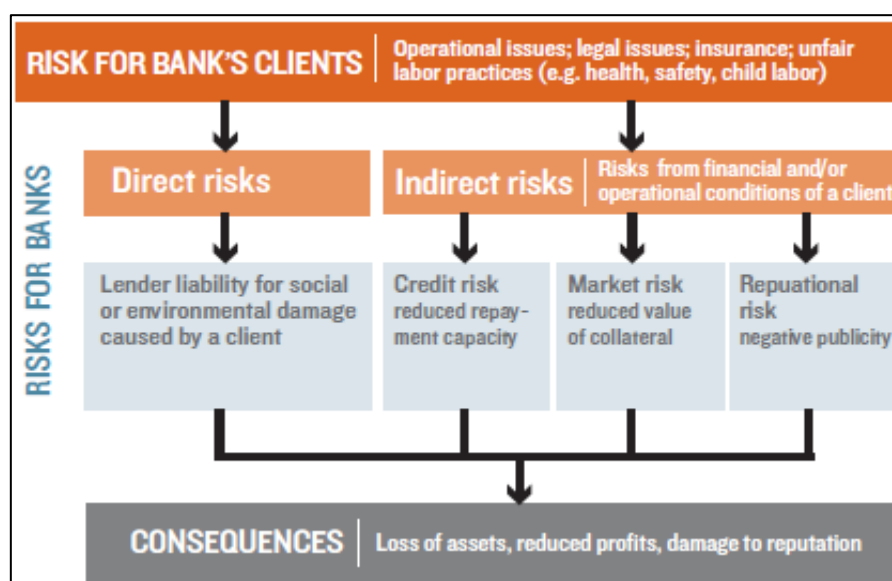 RISK FOR BANK'S CLIENTS
Operational issues; legal issues; insurance; unfair
labor practices (e.g. health, safety, child labor)
RISKS FOR BANKS
Direct risks
Indirect risks
Risks from financial and/or
operational conditions of a client
Lender liability for social
or environmental damage
caused by a client
Credit risk
reduced repay-
ment capacity
Market risk
reduced value
of collateral
Repuational
risk
negative publicity
CONSEQUENCES
Loss of assets, reduced profits, damage to reputation